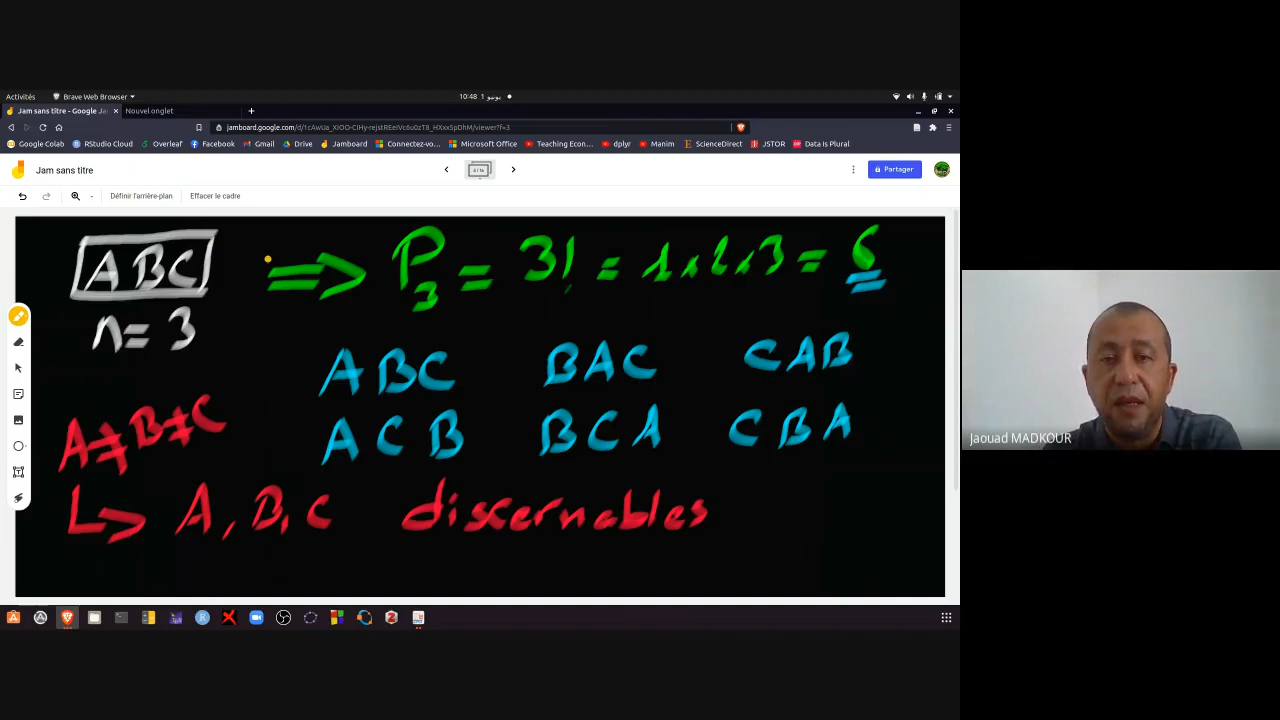 Activités
Brave Web Browser
10:48 1 يونيو
Jam sans titre - Google Ja
Nouvel onglet
Google Colab RStudio Cloud Overleaf Facebook Gmail Drive Jamboard Connectez-vo... Microsoft Office Teaching Econ... dplyr Manim ScienceDirect JSTOR Data Is Plural
Jam sans titre
Partager
Définir l'arrière-plan Effacer le cadre
ABC => P3 = 3! = 1 x 2 x 3 = 6
n = 3
ABC BAC CAB
A≠B≠C
ACB BCA CBA
↳ A, B, C discernables
Jaouad MADKOUR